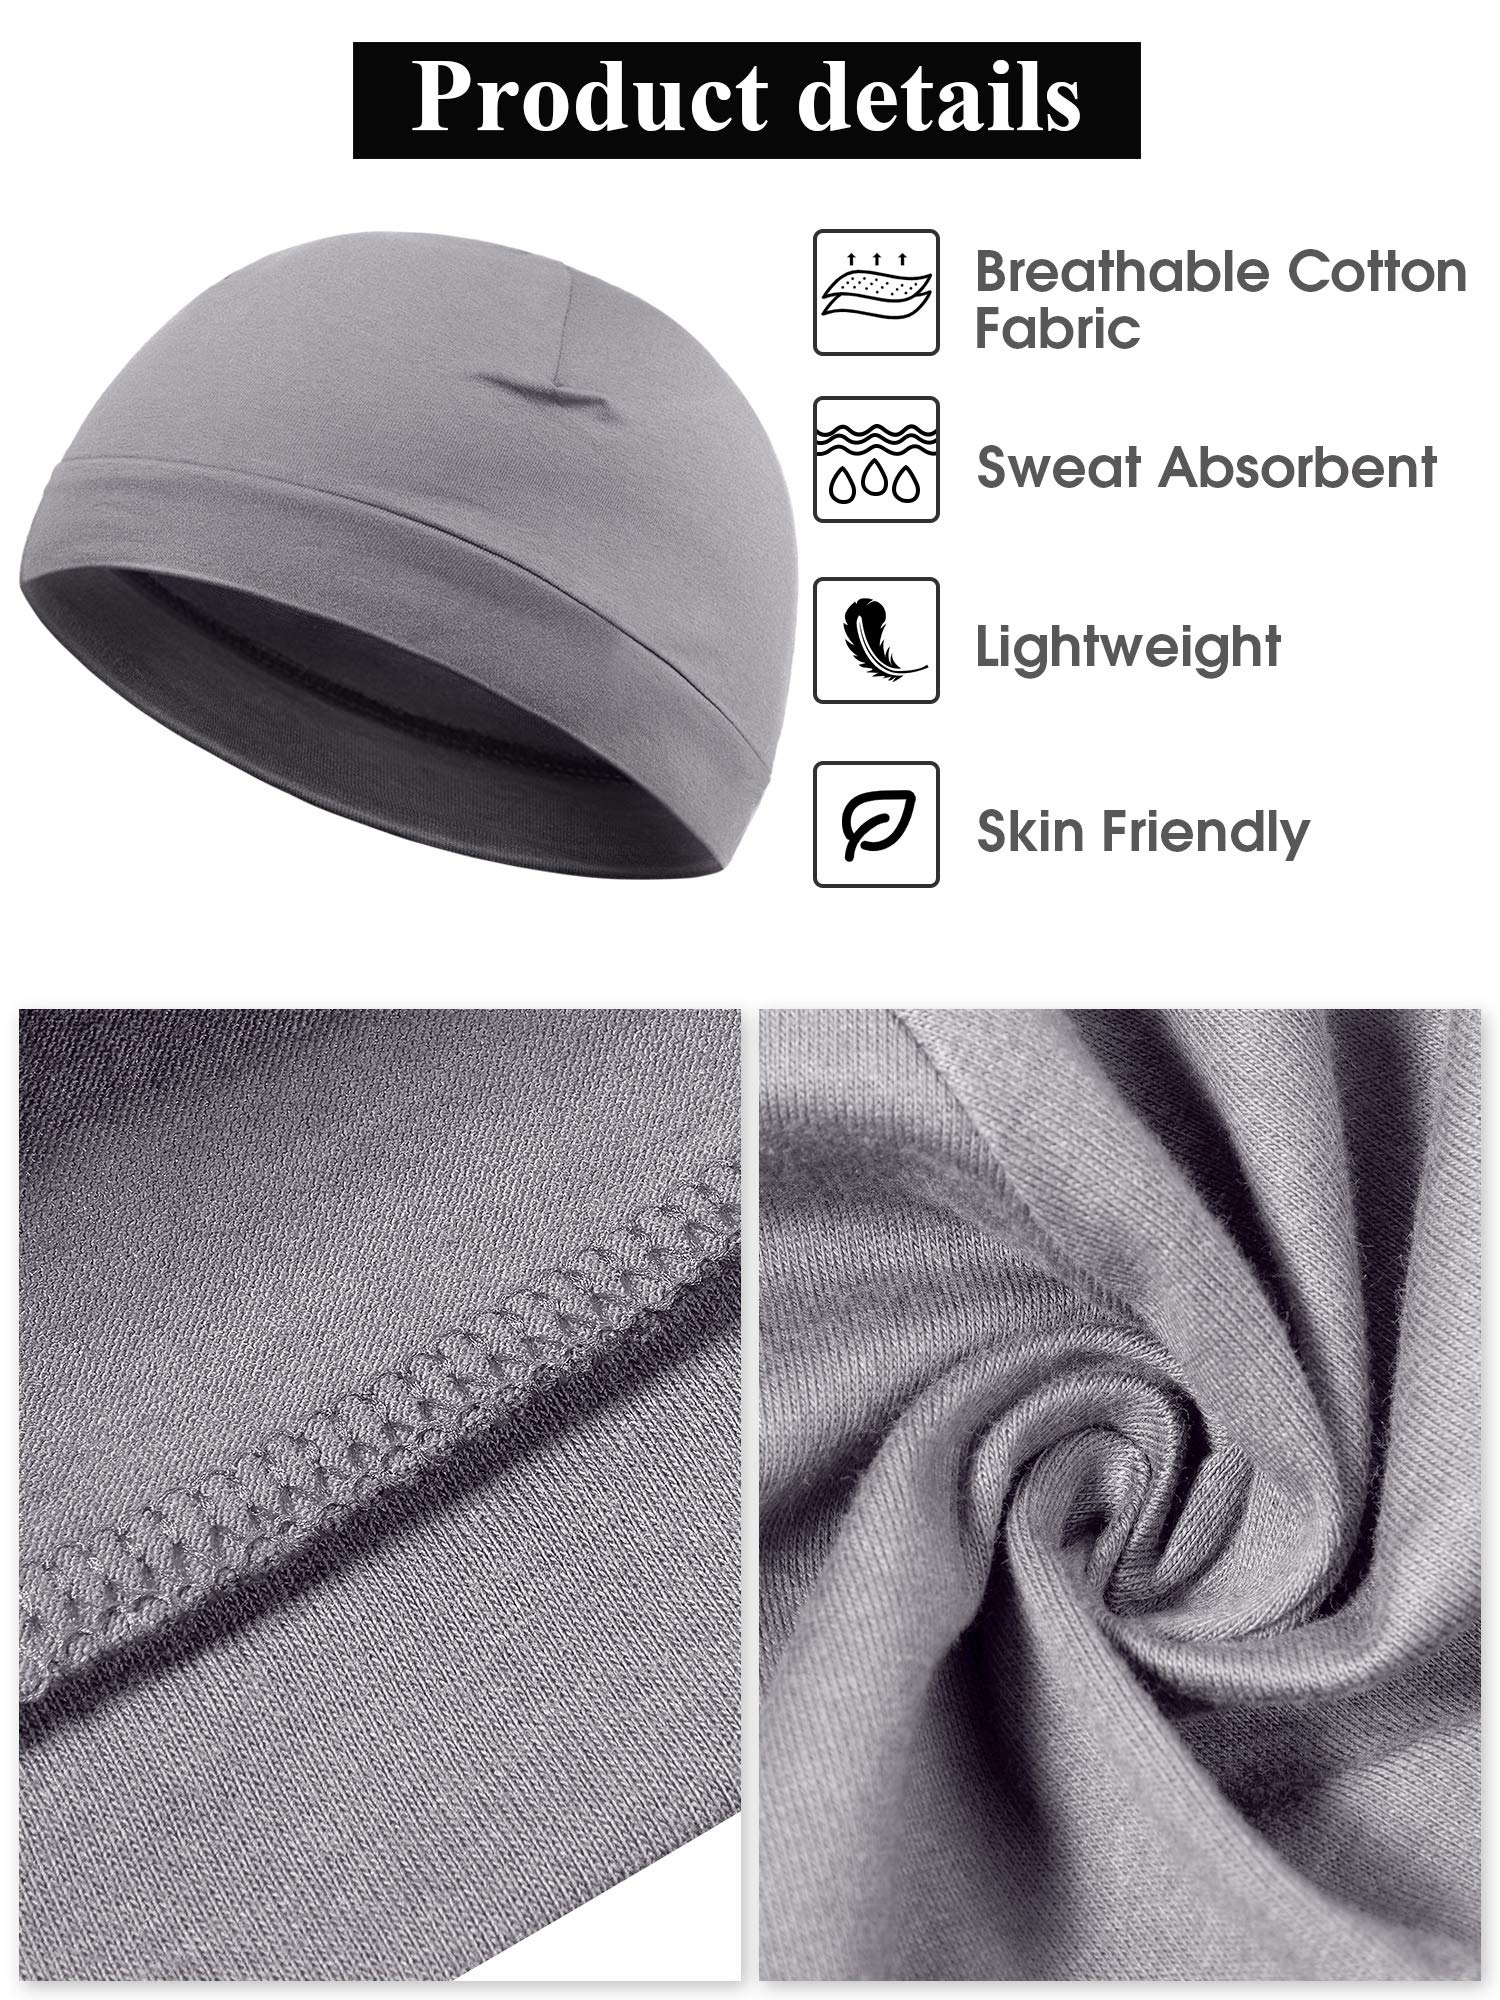 Product details
Breathable Cotton
Fabric
Sweat Absorbent
Lightweight
Skin Friendly